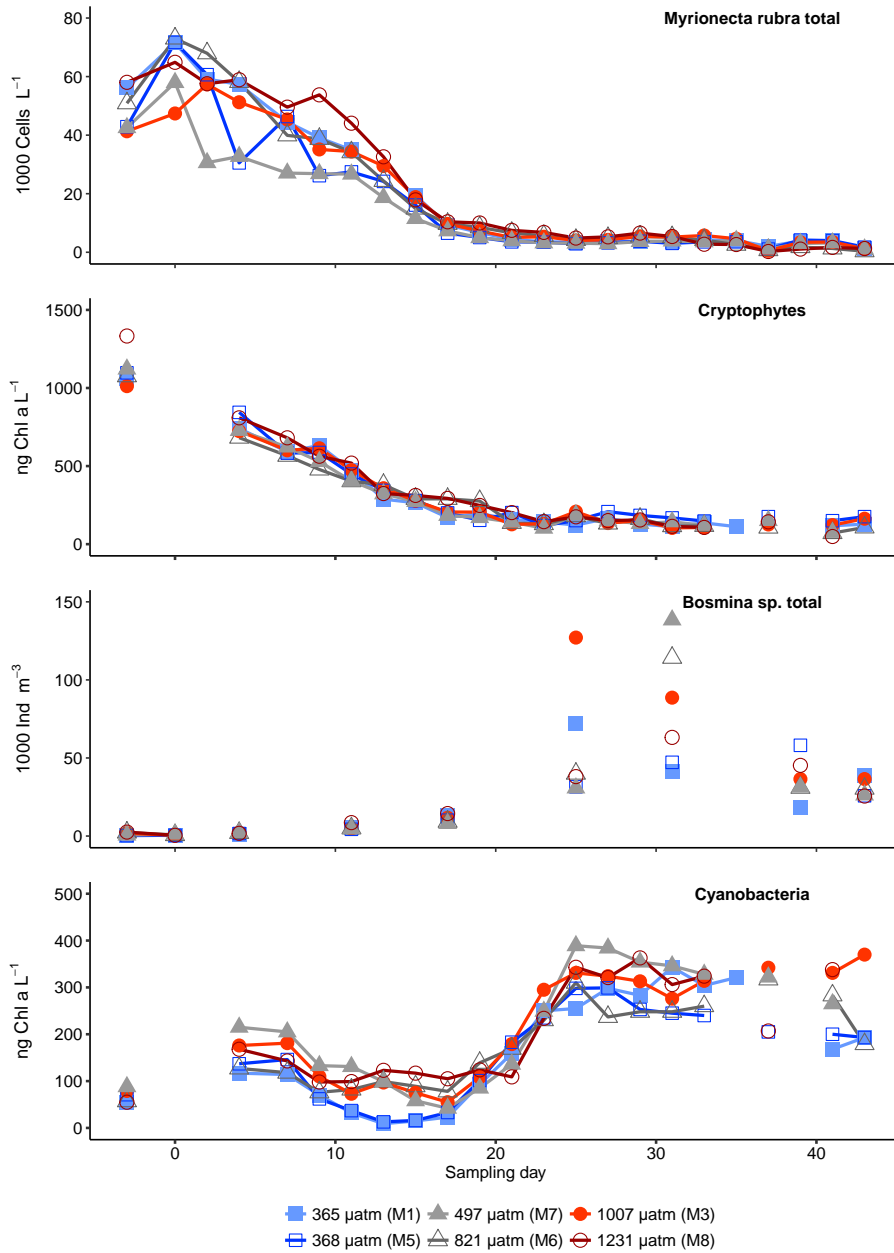 Myrionecta rubra total
80
60
40
20
0
1000 Cells L⁻¹
Cryptophytes
1500
1000
500
0
ng Chl a L⁻¹
Bosmina sp. total
150
100
50
0
1000 Ind m⁻³
Cyanobacteria
500
400
300
200
100
0
ng Chl a L⁻¹
0 10 20 30 40
Sampling day
365 µatm (M1) 497 µatm (M7) 1007 µatm (M3)
368 µatm (M5) 821 µatm (M6) 1231 µatm (M8)